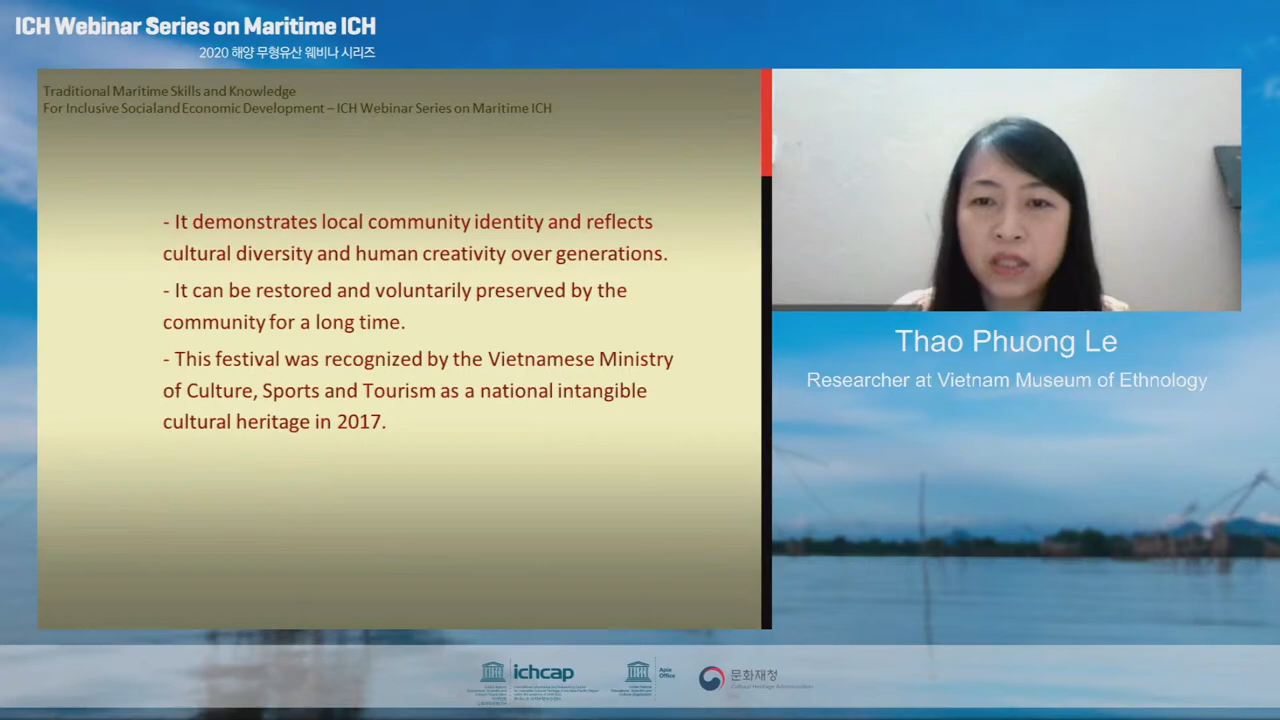 ICH Webinar Series on Maritime ICH
2020 해양 무형유산 웨비나 시리즈
Traditional Maritime Skills and Knowledge
For Inclusive Socialand Economic Development – ICH Webinar Series on Maritime ICH
- It demonstrates local community identity and reflects
cultural diversity and human creativity over generations.
- It can be restored and voluntarily preserved by the
community for a long time.
- This festival was recognized by the Vietnamese Ministry
of Culture, Sports and Tourism as a national intangible
cultural heritage in 2017.
Thao Phuong Le
Researcher at Vietnam Museum of Ethnology
ichcap
Office
문화재청
Cultural Heritage Administration